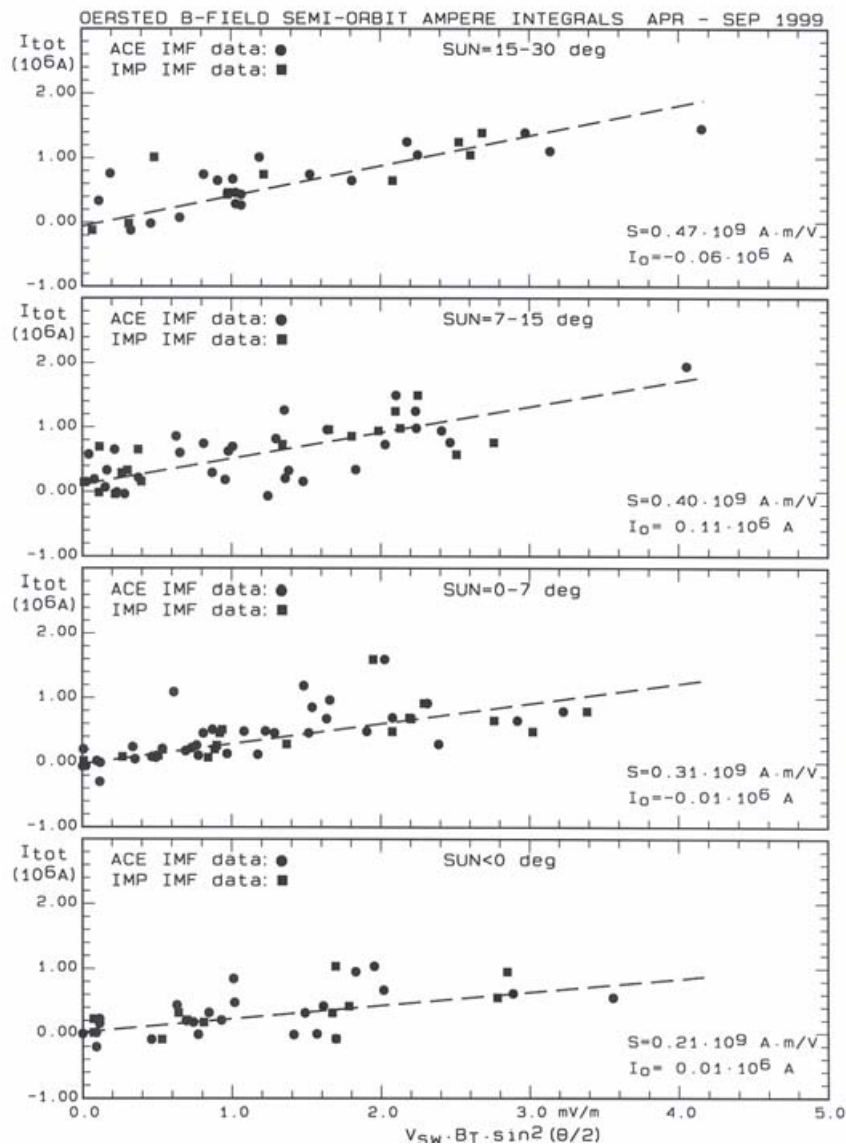 OERSTED B-FIELD SEMI-ORBIT AMPERE INTEGRALS APR - SEP 1999
Itot
(10⁶A)
ACE IMF data: ●
IMP IMF data: ■
SUN=15-30 deg
2.00
1.00
0.00
-1.00
S=0.47·10⁹ A·m/V
I₀=-0.06·10⁶ A
Itot
(10⁶A)
ACE IMF data: ●
IMP IMF data: ■
SUN=7-15 deg
2.00
1.00
0.00
-1.00
S=0.40·10⁹ A·m/V
I₀= 0.11·10⁶ A
Itot
(10⁶A)
ACE IMF data: ●
IMP IMF data: ■
SUN=0-7 deg
2.00
1.00
0.00
-1.00
S=0.31·10⁹ A·m/V
I₀=-0.01·10⁶ A
Itot
(10⁶A)
ACE IMF data: ●
IMP IMF data: ■
SUN<0 deg
2.00
1.00
0.00
-1.00
S=0.21·10⁹ A·m/V
I₀= 0.01·10⁶ A
0.0 1.0 2.0 3.0 mV/m 4.0 5.0
VSW·BT·sin²(θ/2)